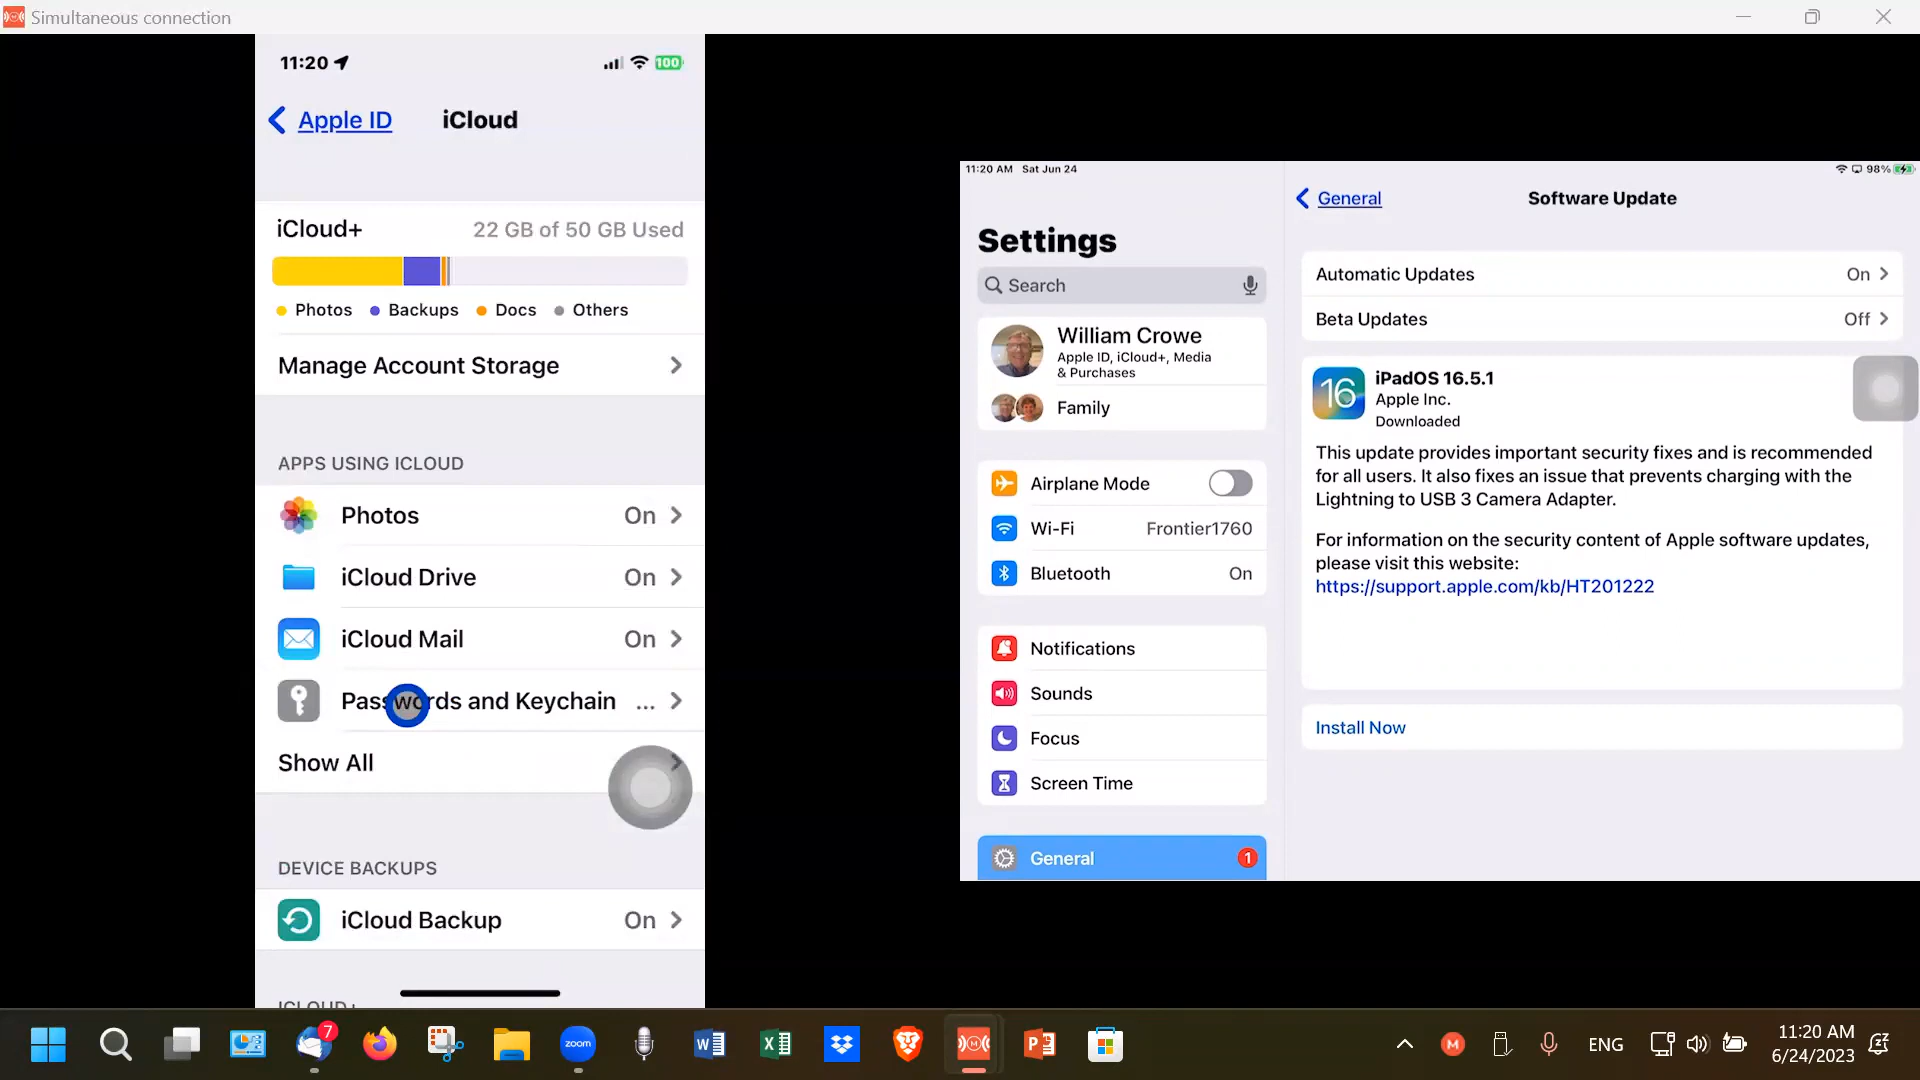 Simultaneous connection
11:20
100
Apple ID
iCloud
iCloud+
22 GB of 50 GB Used
Photos
Backups
Docs
Others
Manage Account Storage
APPS USING ICLOUD
Photos
On
iCloud Drive
On
iCloud Mail
On
Passwords and Keychain
...
Show All
DEVICE BACKUPS
iCloud Backup
On
ICLOUD+
11:20 AM Sat Jun 24
98%
Settings
Search
William Crowe
Apple ID, iCloud+, Media
& Purchases
Family
Airplane Mode
Wi-Fi
Frontier1760
Bluetooth
On
Notifications
Sounds
Focus
Screen Time
General
1
General
Software Update
Automatic Updates
On
Beta Updates
Off
16
iPadOS 16.5.1
Apple Inc.
Downloaded
This update provides important security fixes and is recommended
for all users. It also fixes an issue that prevents charging with the
Lightning to USB 3 Camera Adapter.
For information on the security content of Apple software updates,
please visit this website:
https://support.apple.com/kb/HT201222
Install Now
7
zoom
W
X
M
P
M
ENG
11:20 AM
6/24/2023